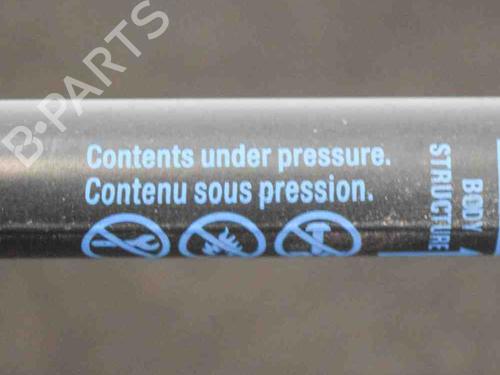 B-PARTS
Contents under pressure.
Contenu sous pression.
BODY
STRUCTURE